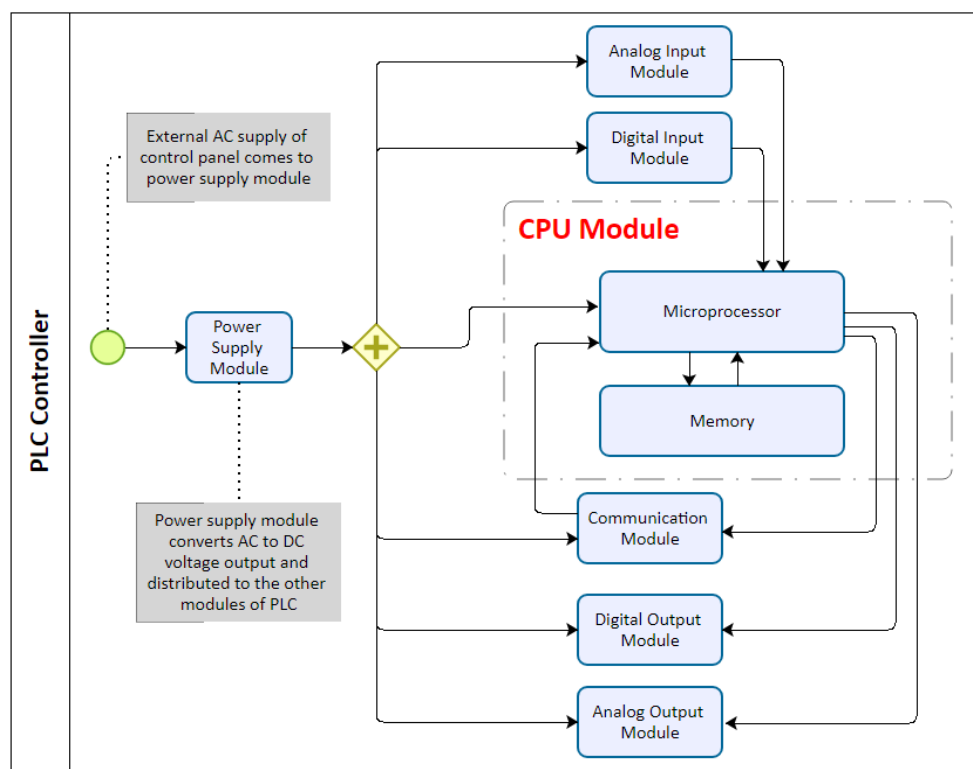 PLC Controller
External AC supply of
control panel comes to
power supply module
Power
Supply
Module
Power supply module
converts AC to DC
voltage output and
distributed to the other
modules of PLC
Analog Input
Module
Digital Input
Module
CPU Module
Microprocessor
Memory
Communication
Module
Digital Output
Module
Analog Output
Module